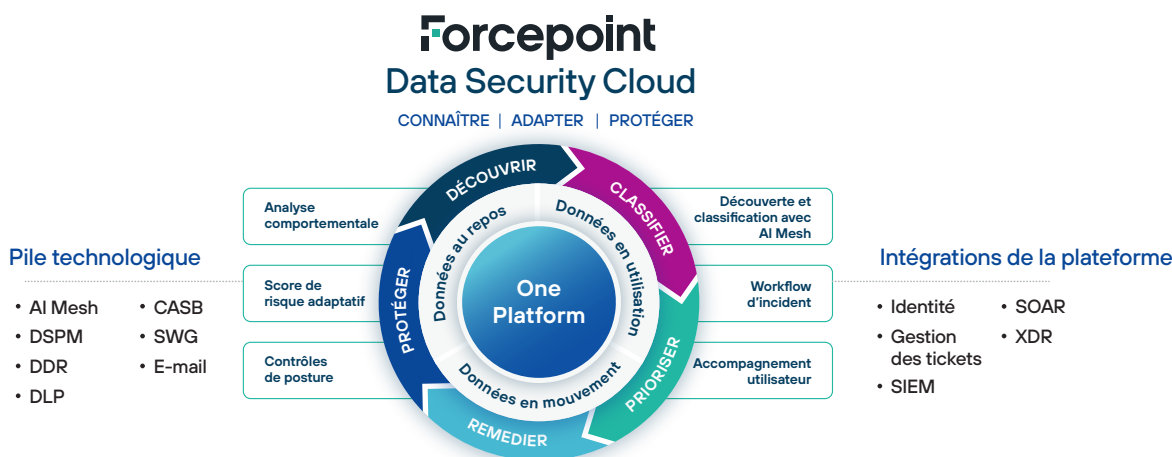 Forcepoint
Data Security Cloud
CONNAÎTRE | ADAPTER | PROTÉGER
DÉCOUVRIR
CLASSIFIER
PRIORISER
REMEDIER
PROTÉGER
Données au repos
Données en utilisation
Données en mouvement
One
Platform
Analyse
comportementale
Score de
risque adaptatif
Contrôles
de posture
Découverte et
classification avec
AI Mesh
Workflow
d'incident
Accompagnement
utilisateur
Pile technologique
• AI Mesh
• DSPM
• DDR
• DLP
• CASB
• SWG
• E-mail
Intégrations de la plateforme
• Identité
• Gestion
des tickets
• SIEM
• SOAR
• XDR